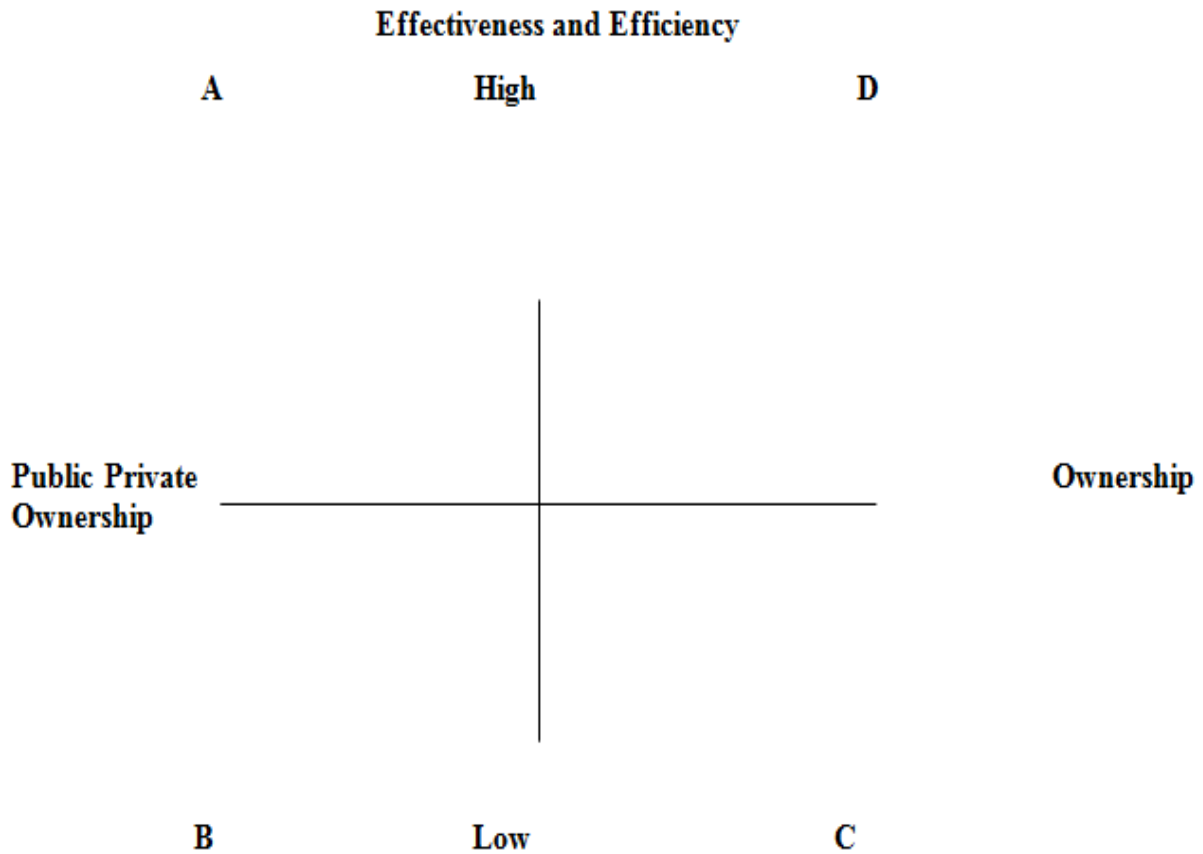 Effectiveness and Efficiency
A High D
Public Private Ownership
Ownership
B Low C